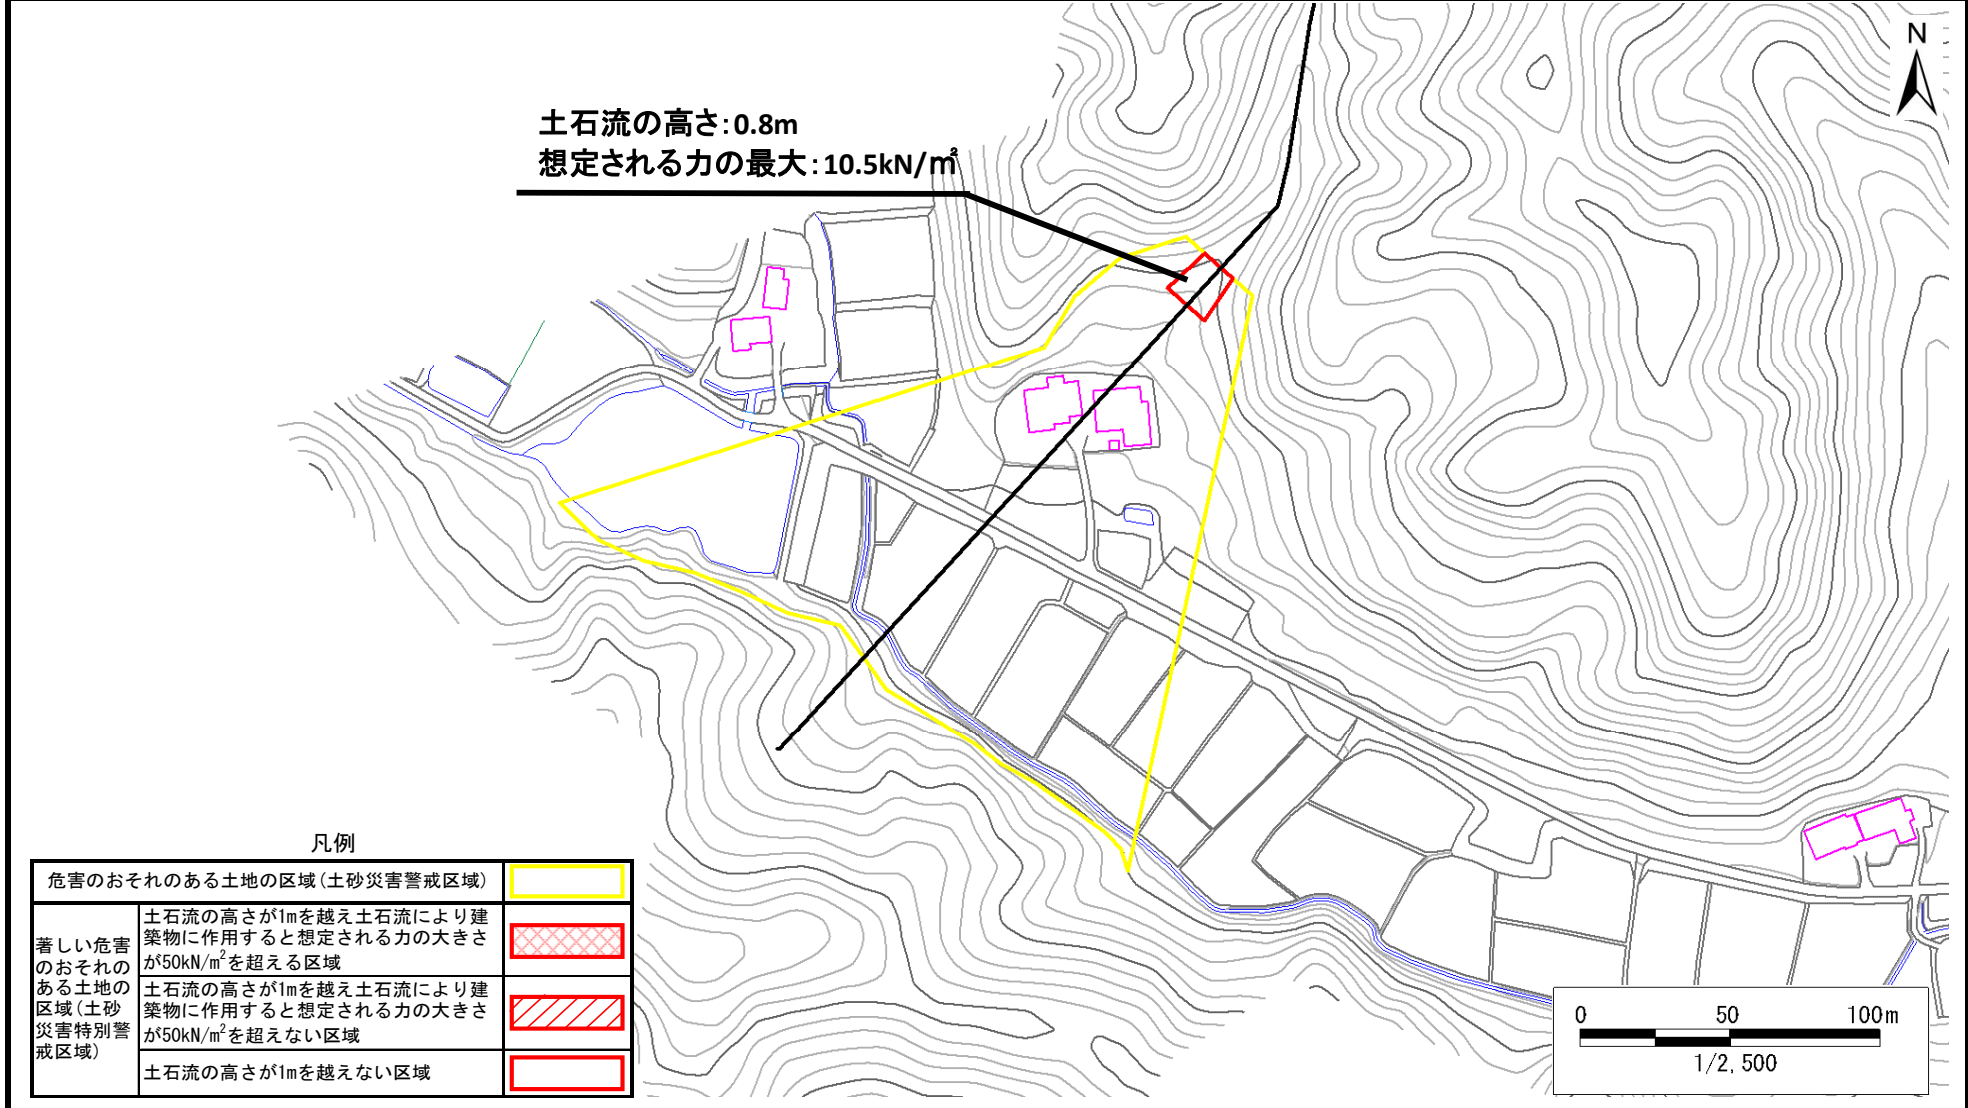 N
土石流の高さ：0.8m
想定される力の最大：10.5kN/㎡
凡例
危害のおそれのある土地の区域（土砂災害警戒区域）
著しい危害
のおそれの
ある土地の
区域（土砂
災害特別警
戒区域）
土石流の高さが1mを越え土石流により建
築物に作用すると想定される力の大きさ
が50kN/m²を超える区域
土石流の高さが1mを越え土石流により建
築物に作用すると想定される力の大きさ
が50kN/m²を超えない区域
土石流の高さが1mを越えない区域
0 50 100m
1/2,500